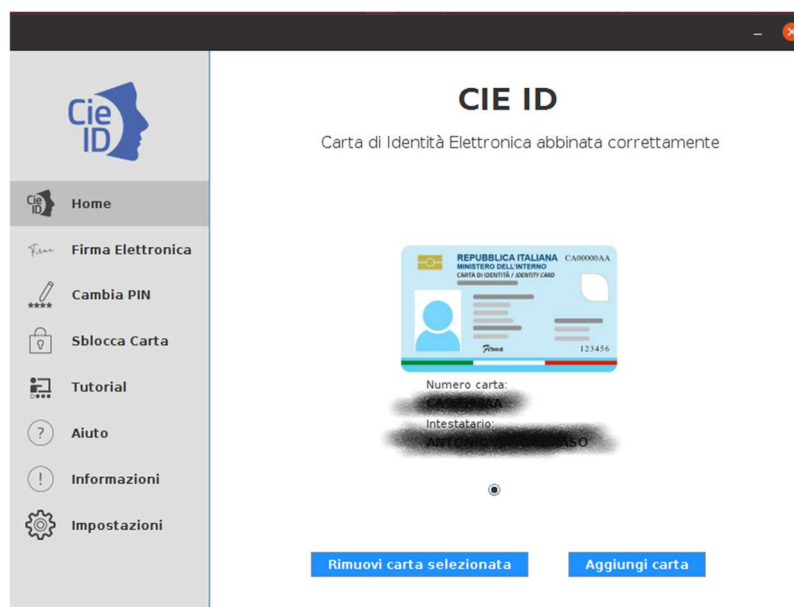 Cie
ID
Home
Firma Elettronica
Cambia PIN
Sblocca Carta
Tutorial
Aiuto
Informazioni
Impostazioni
CIE ID
Carta di Identità Elettronica abbinata correttamente
REPUBBLICA ITALIANA CA00000AA
MINISTERO DELL'INTERNO
CARTA DI IDENTITÀ / IDENTITY CARD
Firma 123456
Numero carta:
Intestatario:
Rimuovi carta selezionata
Aggiungi carta